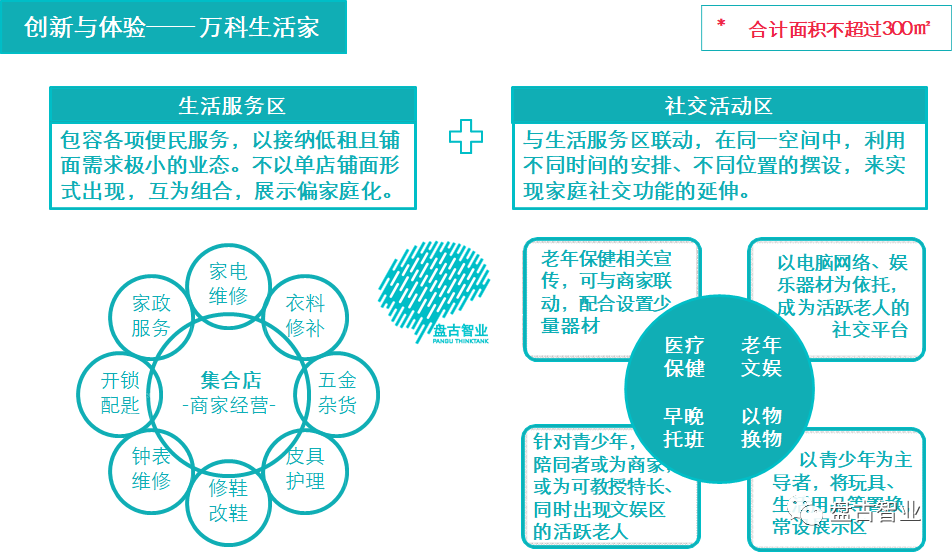 创新与体验——万科生活家
* 合计面积不超过300㎡
生活服务区
包容各项便民服务，以接纳低租且铺
面需求极小的业态。不以单店铺面形
式出现，互为组合，展示偏家庭化。
社交活动区
与生活服务区联动，在同一空间中，利用
不同时间的安排、不同位置的摆设，来实
现家庭社交功能的延伸。
家电
维修
家政
服务
衣料
修补
开锁
配匙
集合店
-商家经营-
五金
杂货
钟表
维修
皮具
护理
修鞋
改鞋
盘古智业
PANGU THINKTANK
老年保健相关宣
传，可与商家联
动，配合设置少
量器材
以电脑网络、娱
乐器材为依托，
成为活跃老人的
社交平台
医疗
保健
老年
文娱
早晚
托班
以物
换物
针对青少年，
陪同者或为商家，
或为可教授特长、
同时出现文娱区
的活跃老人
以青少年为主
导者，将玩具、
生活用品等置换
常设展示区
盘古智业